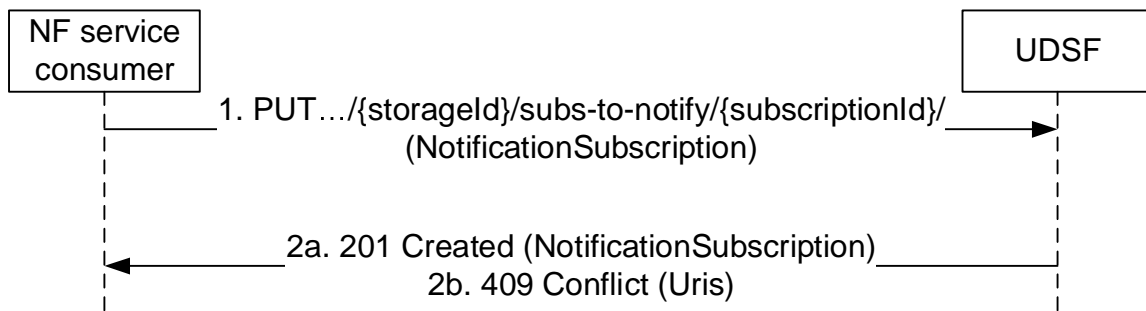 NF service
consumer
UDSF
1. PUT…/{storageId}/subs-to-notify/{subscriptionId}/
(NotificationSubscription)
2a. 201 Created (NotificationSubscription)
2b. 409 Conflict (Uris)